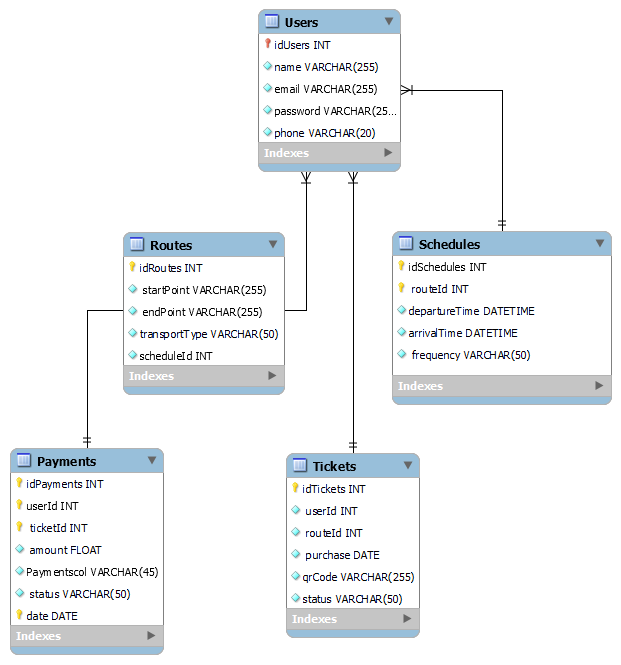 Users
idUsers INT
name VARCHAR(255)
email VARCHAR(255)
password VARCHAR(25...
phone VARCHAR(20)
Indexes
Routes
idRoutes INT
startPoint VARCHAR(255)
endPoint VARCHAR(255)
transportType VARCHAR(50)
scheduleId INT
Indexes
Schedules
idSchedules INT
routeId INT
departureTime DATETIME
arrivalTime DATETIME
frequency VARCHAR(50)
Indexes
Payments
idPayments INT
userId INT
ticketId INT
amount FLOAT
Paymentscol VARCHAR(45)
status VARCHAR(50)
date DATE
Indexes
Tickets
idTickets INT
userId INT
routeId INT
purchase DATE
qrCode VARCHAR(255)
status VARCHAR(50)
Indexes